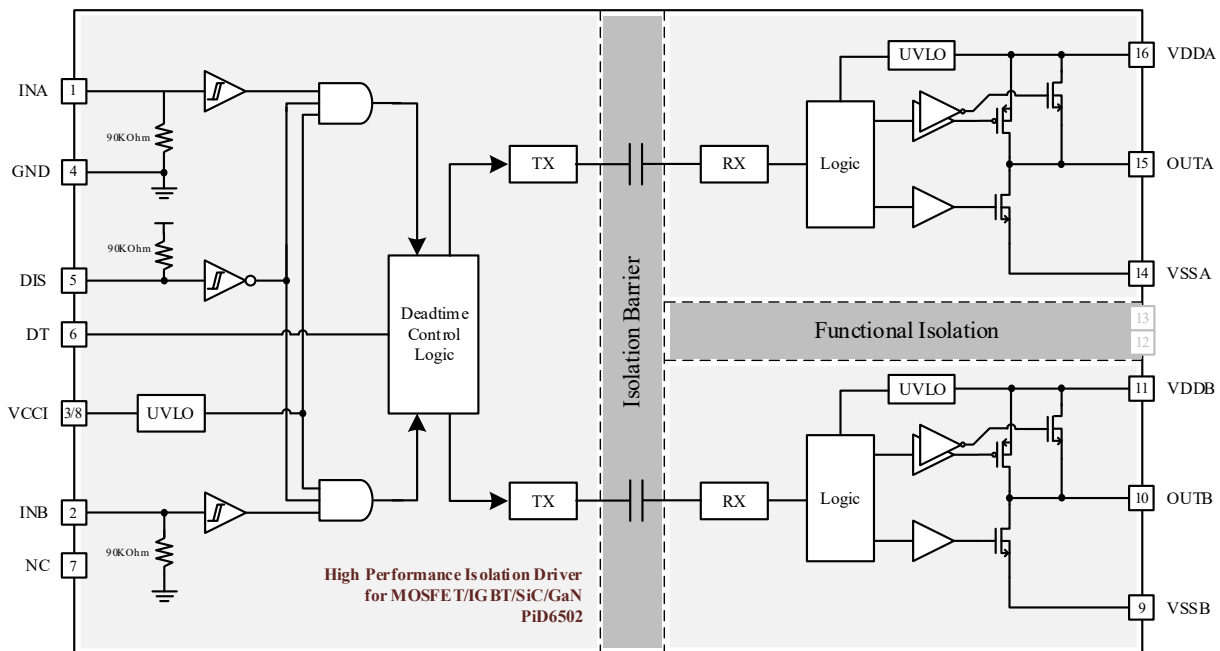 INA
1
90KOhm
GND
4
90KOhm
DIS
5
DT
6
VCCI
3/8
UVLO
INB
2
90KOhm
NC
7
Deadtime
Control
Logic
TX
TX
High Performance Isolation Driver
for MOSFET/IGBT/SiC/GaN
PiD6502
Isolation Barrier
RX
Logic
UVLO
16
VDDA
15
OUTA
14
VSSA
Functional Isolation
13
12
RX
Logic
UVLO
11
VDDB
10
OUTB
9
VSSB